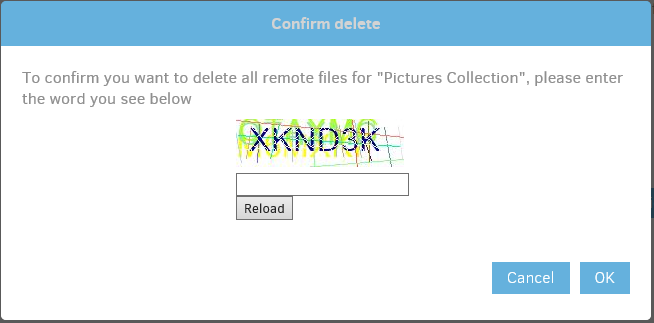 Confirm delete
To confirm you want to delete all remote files for "Pictures Collection", please enter
the word you see below
Reload
Cancel
OK